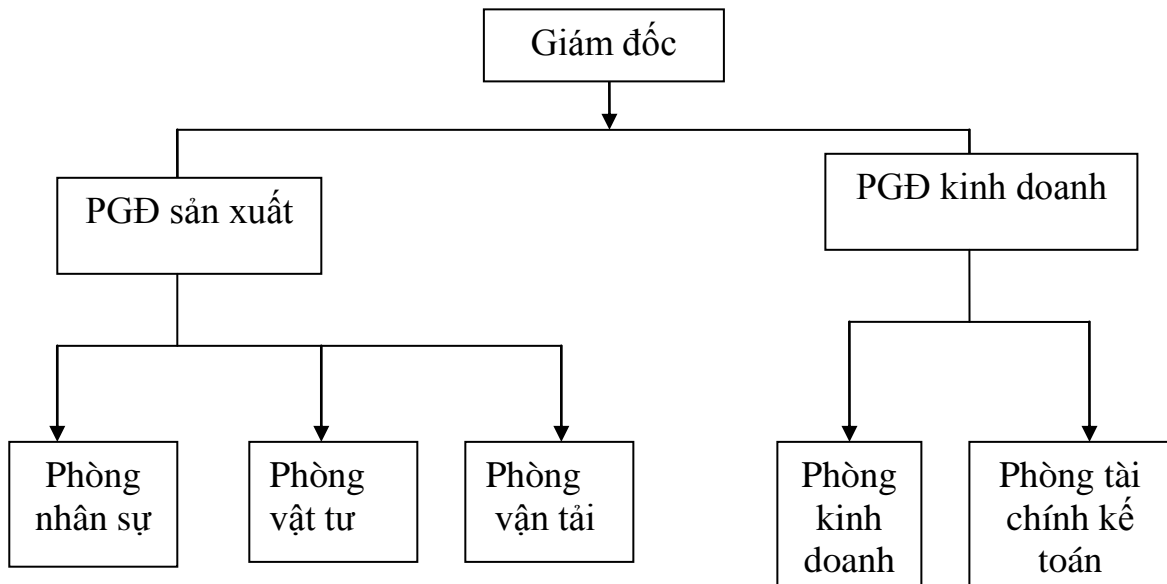 Giám đốc
PGĐ sản xuất
PGĐ kinh doanh
Phòng
nhân sự
Phòng
vật tư
Phòng
vận tải
Phòng
kinh
doanh
Phòng tài
chính kế
toán